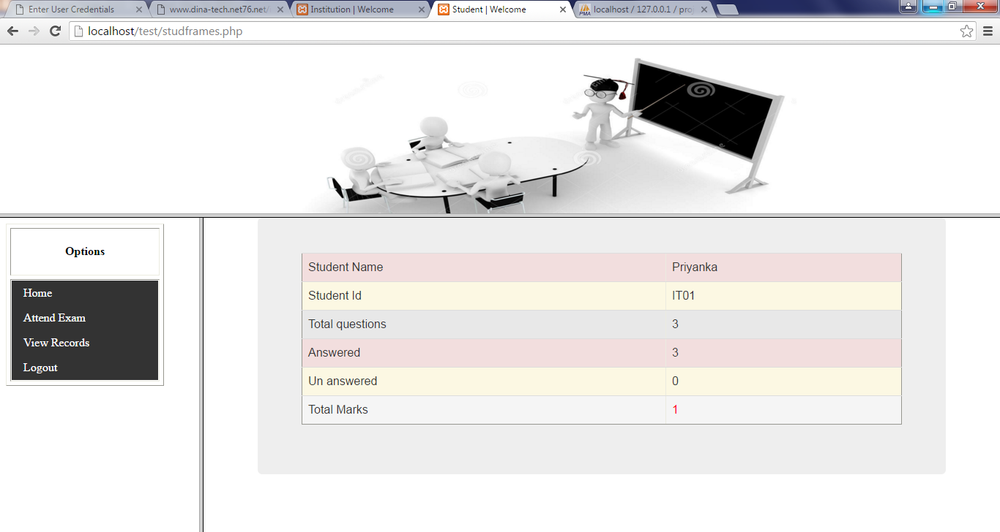 Enter User Credentials
www.dina-tech.net76.net/
Institution | Welcome
Student | Welcome
PMA
localhost / 127.0.0.1 / proj
localhost/test/studframes.php
Options
Home
Attend Exam
View Records
Logout
Student Name Priyanka
Student Id IT01
Total questions 3
Answered 3
Un answered 0
Total Marks 1